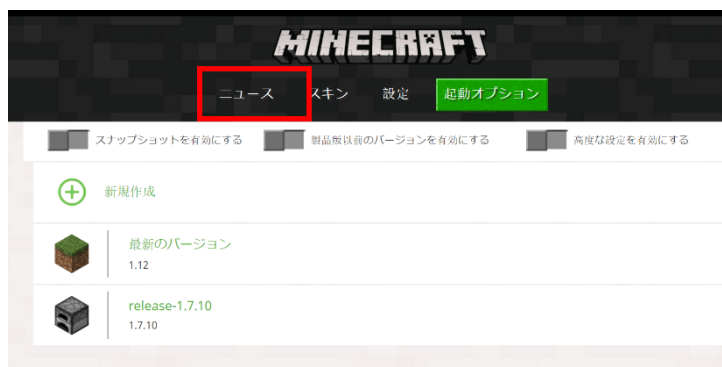 MINECRAFT
ニュース スキン 設定 起動オプション
スナップショットを有効にする 製品版以前のバージョンを有効にする 高度な設定を有効にする
新規作成
最新のバージョン
1.12
release-1.7.10
1.7.10